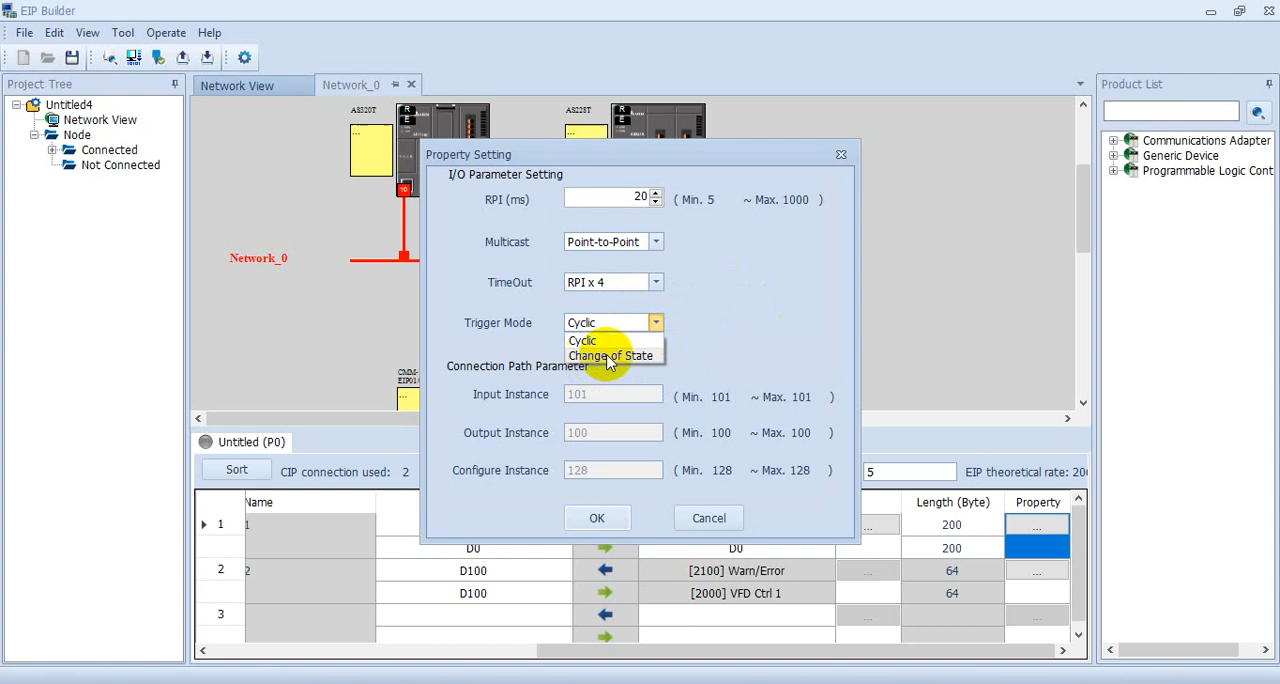 EIP Builder
File Edit View Tool Operate Help
Project Tree
Untitled4
Network View
Node
Connected
Not Connected
Network View
Network_0
AS320T
R
E
...
10
AS228T
R
E
...
Network_0
CMM-
EIP01
...
Property Setting
I/O Parameter Setting
RPI (ms) 20 ( Min. 5 ~ Max. 1000 )
Multicast Point-to-Point
TimeOut RPI x 4
Trigger Mode Cyclic
Cyclic
Change of State
Connection Path Parameter
Input Instance 101 ( Min. 101 ~ Max. 101 )
Output Instance 100 ( Min. 100 ~ Max. 100 )
Configure Instance 128 ( Min. 128 ~ Max. 128 )
OK Cancel
Untitled (P0)
Sort CIP connection used: 2 5 EIP theoretical rate: 20
Name Length (Byte) Property
1 1 ... 200 ...
D0 D0 200
2 2 D100 [2100] Warn/Error ... 64 ...
D100 [2000] VFD Ctrl 1 64
3 ... ...
Product List
Communications Adapter
Generic Device
Programmable Logic Cont